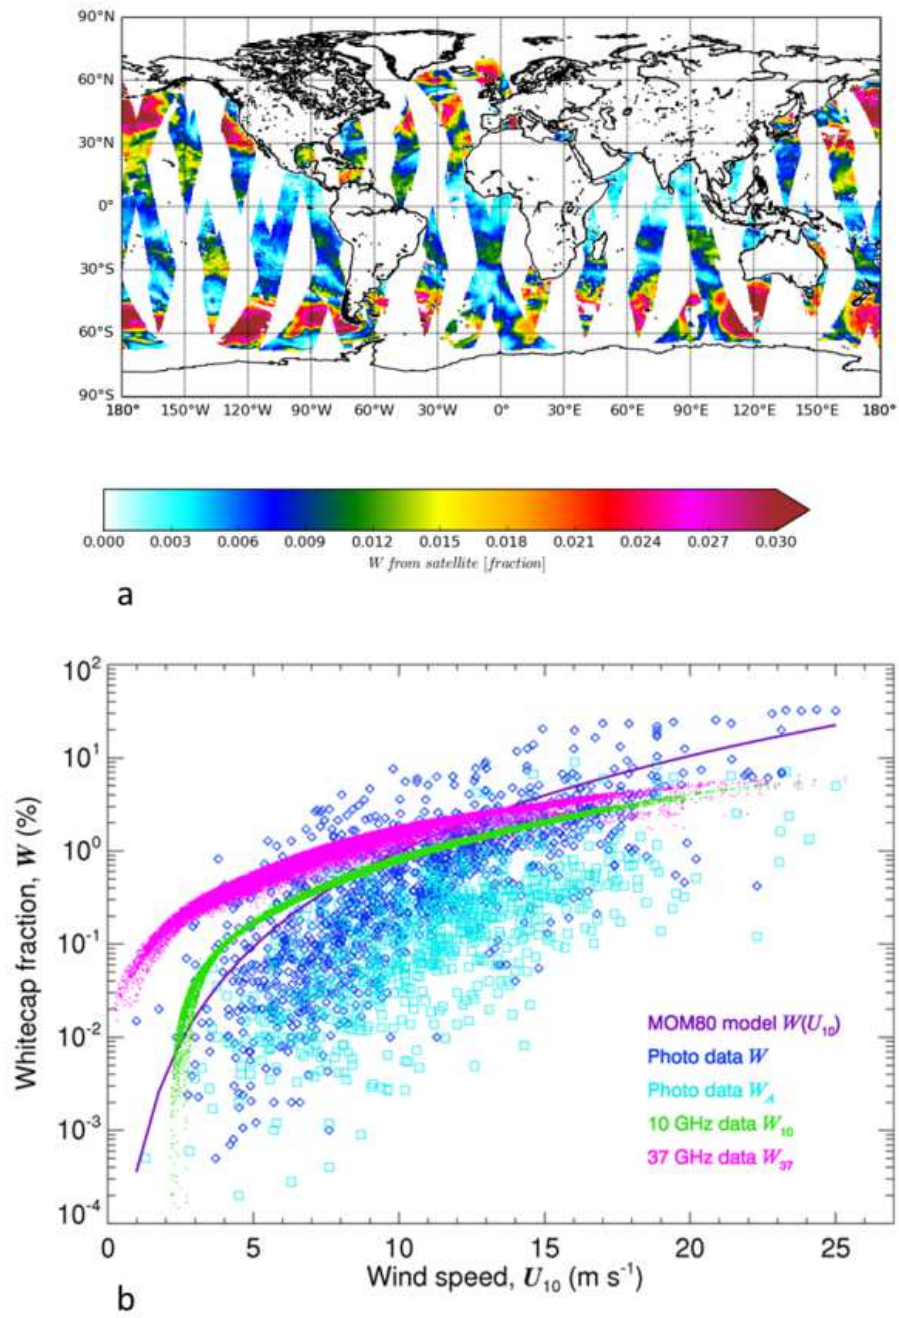 90°N
60°N
30°N
0°
30°S
60°S
90°S
180° 150°W 120°W 90°W 60°W 30°W 0° 30°E 60°E 90°E 120°E 150°E 180°
0.000 0.003 0.006 0.009 0.012 0.015 0.018 0.021 0.024 0.027 0.030
W from satellite [fraction]
a
10²
10¹
10⁰
10⁻¹
10⁻²
10⁻³
10⁻⁴
Whitecap fraction, W (%)
MOM80 model W(U₁₀)
Photo data W
Photo data W_A
10 GHz data W₁₀
37 GHz data W₃₇
0 5 10 15 20 25
Wind speed, U₁₀ (m s⁻¹)
b